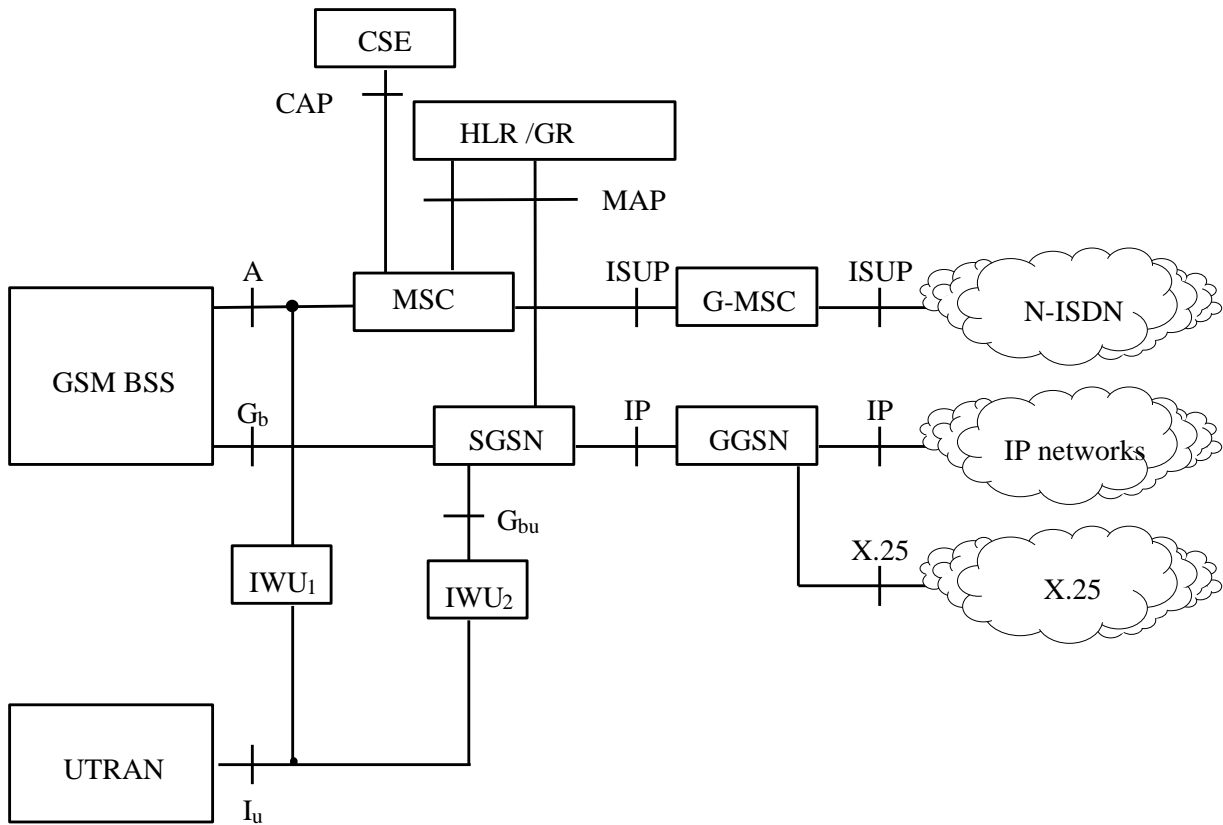 CSE
CAP
HLR /GR
MAP
A
MSC
ISUP
G-MSC
ISUP
N-ISDN
GSM BSS
Gb
SGSN
IP
GGSN
IP
IP networks
Gbu
X.25
X.25
IWU1
IWU2
UTRAN
Iu